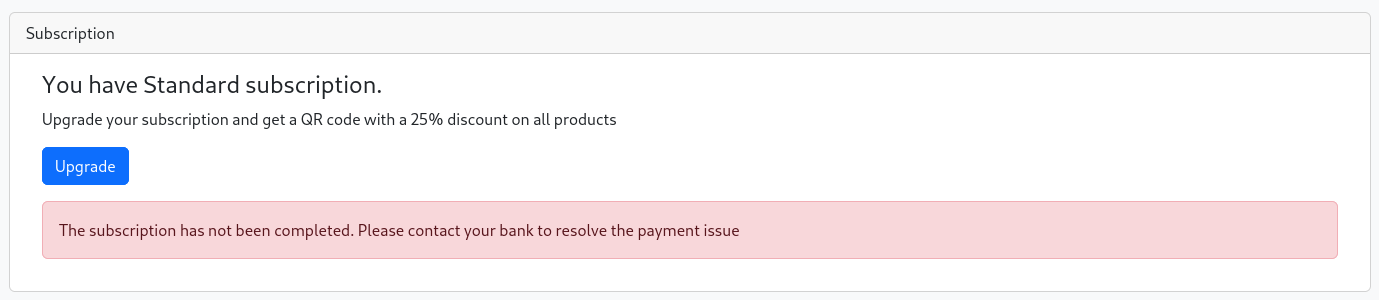 Subscription
You have Standard subscription.
Upgrade your subscription and get a QR code with a 25% discount on all products
Upgrade
The subscription has not been completed. Please contact your bank to resolve the payment issue